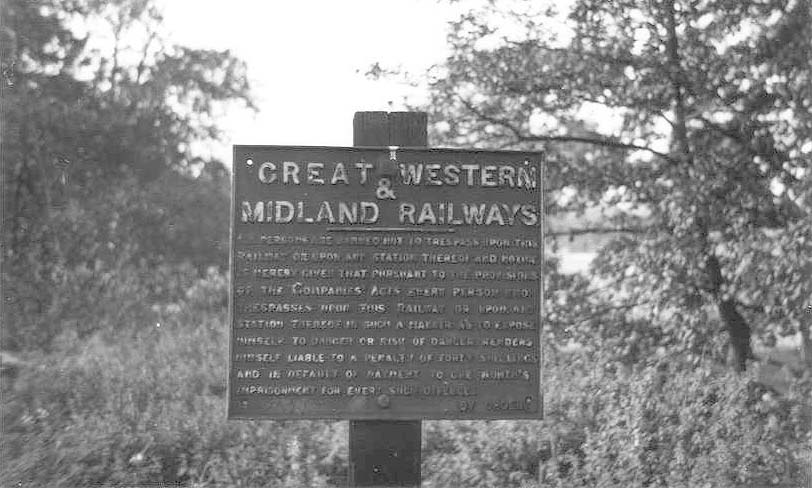 GREAT WESTERN
&
MIDLAND RAILWAYS
ALL PERSONS ARE WARNED NOT TO TRESPASS UPON THIS
RAILWAY OR UPON ANY STATION THEREOF AND NOTICE
IS HEREBY GIVEN THAT PURSUANT TO THE PROVISIONS
OF THE COMPANIES ACTS EVERY PERSON WHO
TRESPASSES UPON THIS RAILWAY OR UPON ANY
STATION THEREOF IN SUCH A MANNER AS TO EXPOSE
HIMSELF TO DANGER OR RISK OF DANGER RENDERS
HIMSELF LIABLE TO A PENALTY OF FORTY SHILLINGS
AND IN DEFAULT OF PAYMENT TO ONE MONTH'S
IMPRISONMENT FOR EVERY SUCH OFFENCE
BY ORDER